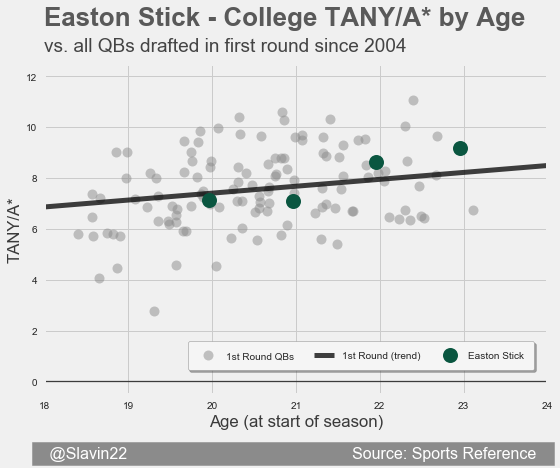 Easton Stick - College TANY/A* by Age
vs. all QBs drafted in first round since 2004
12
10
8
6
4
2
0
TANY/A*
1st Round QBs 1st Round (trend) Easton Stick
18 19 20 21 22 23 24
Age (at start of season)
@Slavin22 Source: Sports Reference